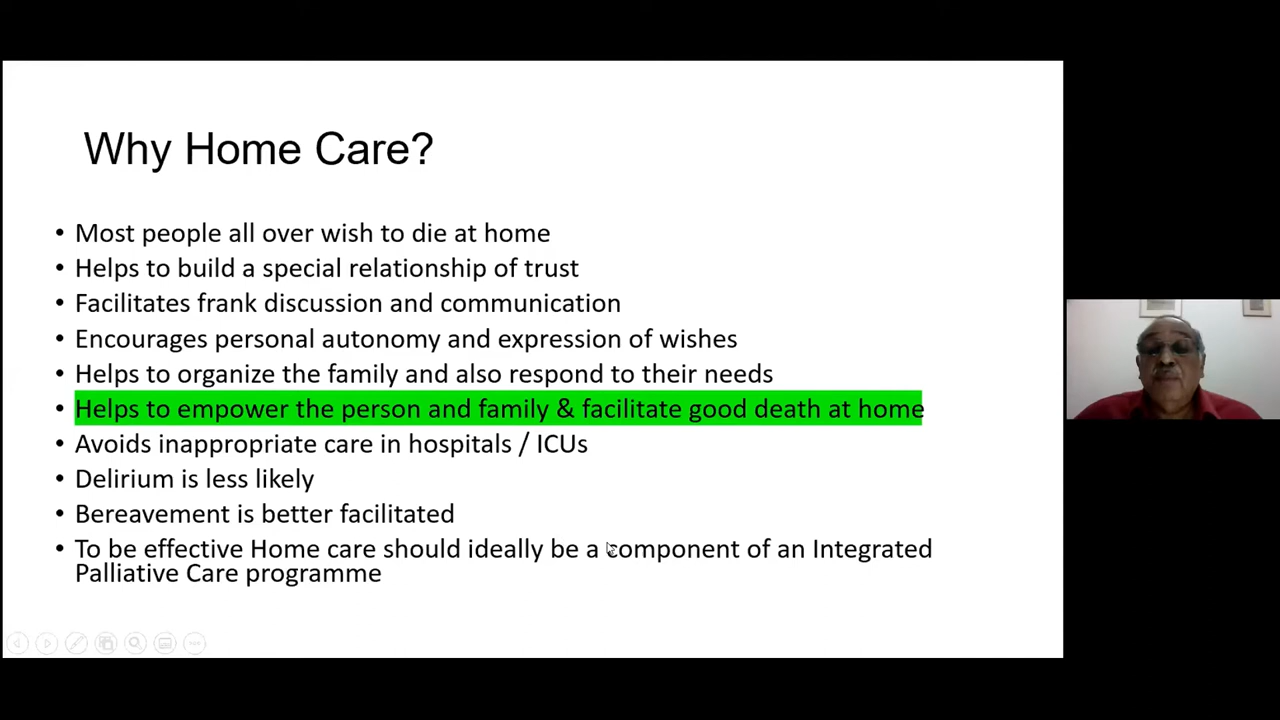 Why Home Care?
• Most people all over wish to die at home
• Helps to build a special relationship of trust
• Facilitates frank discussion and communication
• Encourages personal autonomy and expression of wishes
• Helps to organize the family and also respond to their needs
• Helps to empower the person and family & facilitate good death at home
• Avoids inappropriate care in hospitals / ICUs
• Delirium is less likely
• Bereavement is better facilitated
• To be effective Home care should ideally be a component of an Integrated
Palliative Care programme